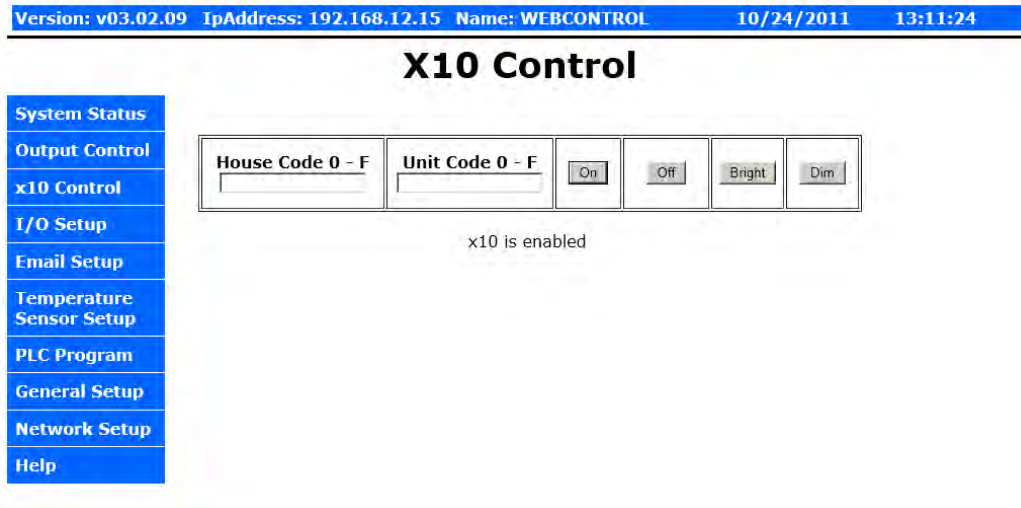 Version: v03.02.09 IpAddress: 192.168.12.15 Name: WEBCONTROL 10/24/2011 13:11:24
X10 Control
System Status
Output Control
x10 Control
I/O Setup
Email Setup
Temperature
Sensor Setup
PLC Program
General Setup
Network Setup
Help
House Code 0 - F Unit Code 0 - F On Off Bright Dim
x10 is enabled